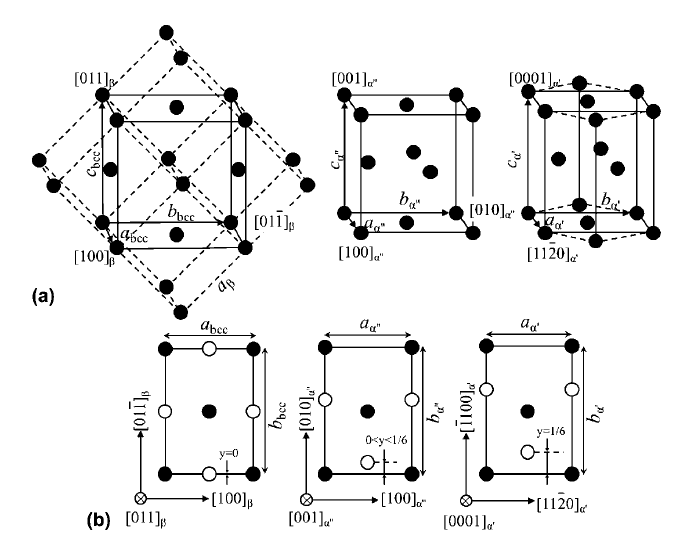 [011]β
c_bcc
b_bcc
a_bcc
[100]β
[011̄]β
a_β
[001]α"
c_α"
b_α"
a_α"
[010]α"
[100]α"
[0001]α'
c_α'
b_α'
a_α'
[112̄0]α'
(a)
a_bcc
[011̄]β
b_bcc
y=0
[100]β
[011]β
a_α"
[010]α"
b_α"
0<y<1/6
[100]α"
[001]α"
a_α'
[1̄100]α'
b_α'
y=1/6
[112̄0]α'
[0001]α'
(b)